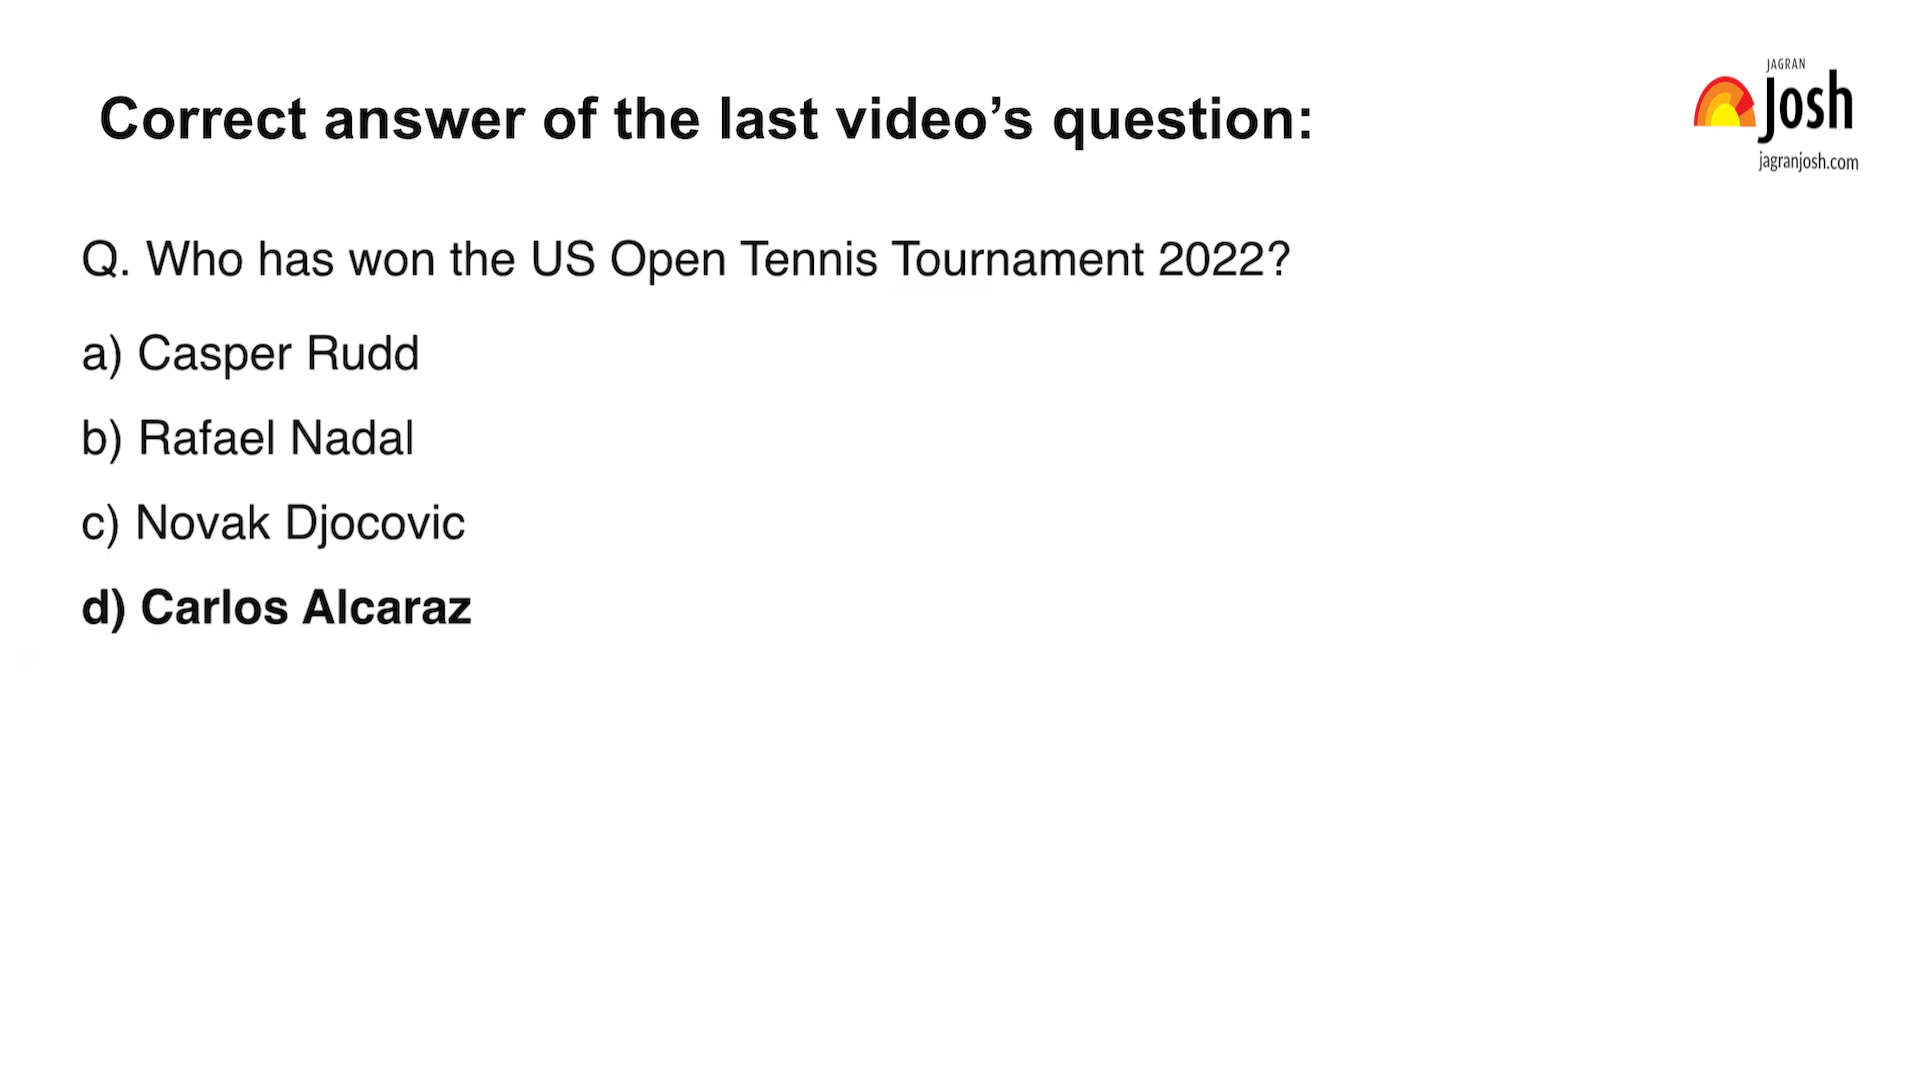 JAGRAN
Josh
jagranjosh.com
Correct answer of the last video’s question:
Q. Who has won the US Open Tennis Tournament 2022?
a) Casper Rudd
b) Rafael Nadal
c) Novak Djocovic
d) Carlos Alcaraz